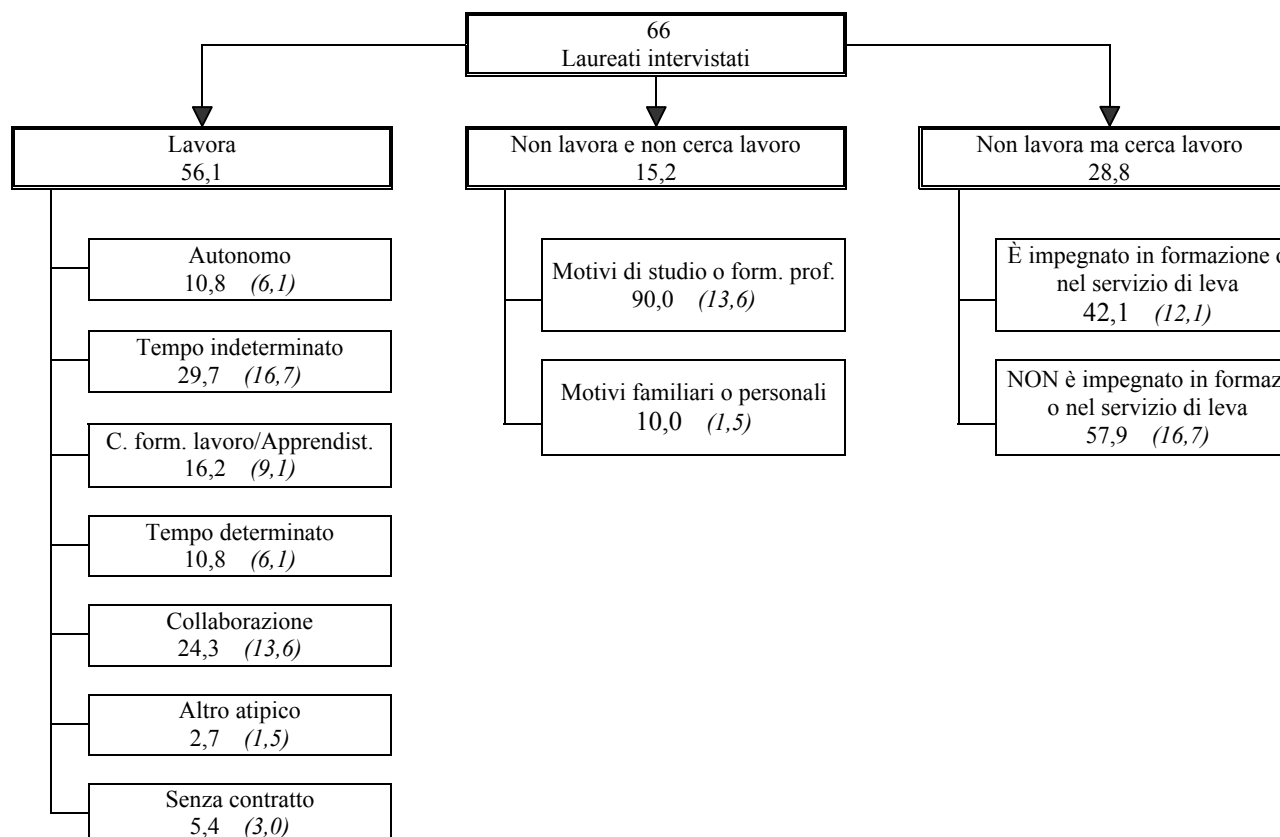 66
Laureati intervistati
Lavora
56,1
Autonomo
10,8 (6,1)
Tempo indeterminato
29,7 (16,7)
C. form. lavoro/Apprendist.
16,2 (9,1)
Tempo determinato
10,8 (6,1)
Collaborazione
24,3 (13,6)
Altro atipico
2,7 (1,5)
Senza contratto
5,4 (3,0)
Non lavora e non cerca lavoro
15,2
Motivi di studio o form. prof.
90,0 (13,6)
Motivi familiari o personali
10,0 (1,5)
Non lavora ma cerca lavoro
28,8
È impegnato in formazione
nel servizio di leva
42,1 (12,1)
NON è impegnato in
o nel servizio di leva
57,9 (16,7)